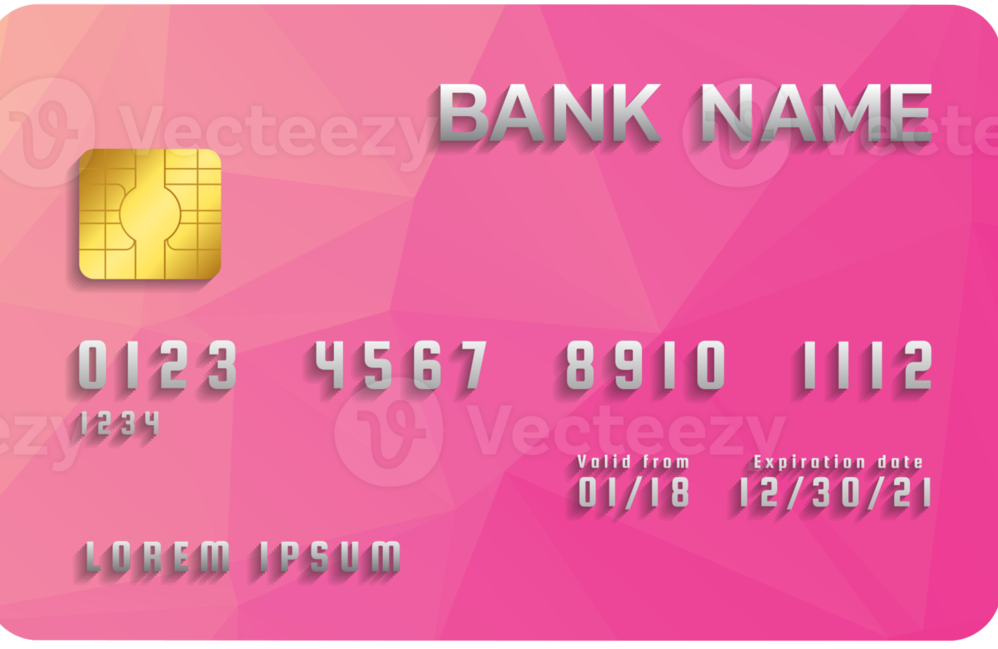 BANK NAME
Vecteezy Vecteezy
0123 4567 8910 1112
1234
Vecteezy
Valid from Expiration date
01/18 12/30/21
LOREM IPSUM